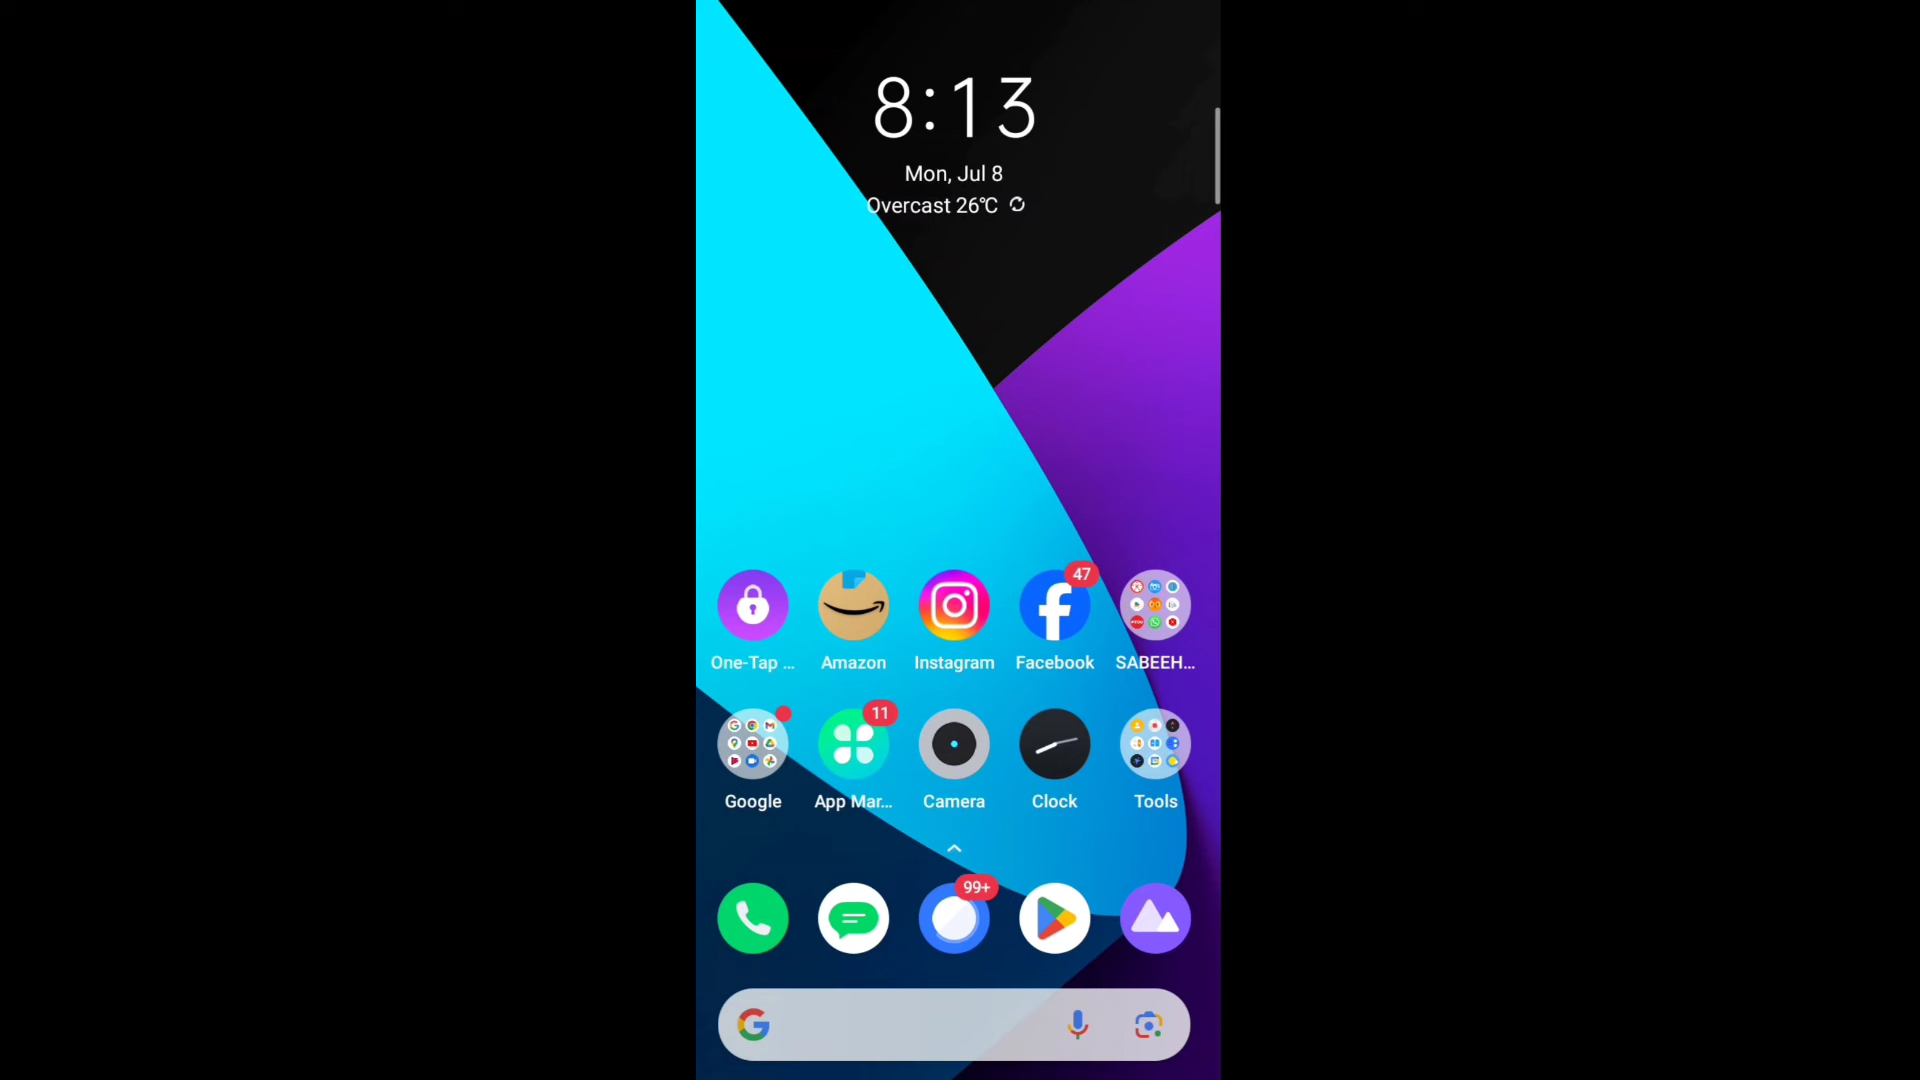 8:13
Mon, Jul 8
Overcast 26℃
47
One-Tap ...
Amazon
Instagram
Facebook
SABEEH...
11
Google
App Mar...
Camera
Clock
Tools
99+